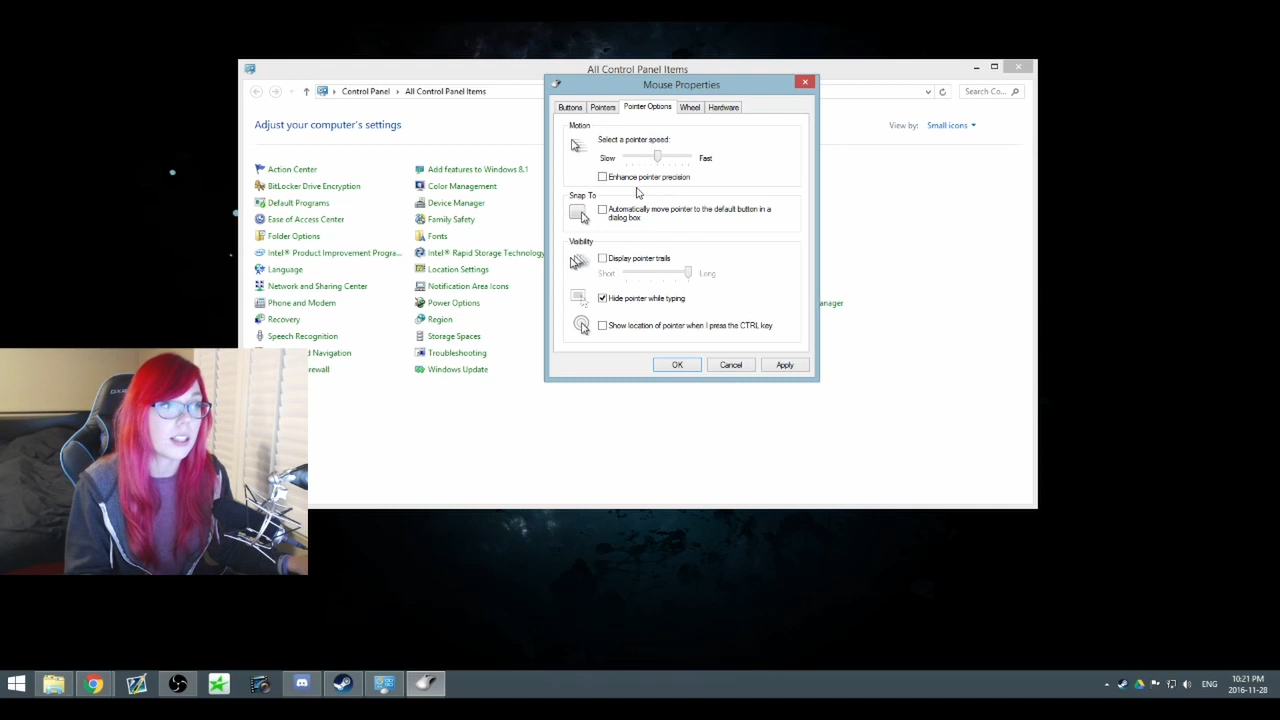 All Control Panel Items
Control Panel
All Control Panel Items
Search Co...
Adjust your computer's settings
View by: Small icons
Action Center
BitLocker Drive Encryption
Default Programs
Ease of Access Center
Folder Options
Intel® Product Improvement Progra...
Language
Network and Sharing Center
Phone and Modem
Recovery
Speech Recognition
Navigation
irewall
Add features to Windows 8.1
Color Management
Device Manager
Family Safety
Fonts
Intel® Rapid Storage Technology
Location Settings
Notification Area Icons
Power Options
Region
Storage Spaces
Troubleshooting
Windows Update
anager
Mouse Properties
Buttons
Pointers
Pointer Options
Wheel
Hardware
Motion
Select a pointer speed:
Slow
Fast
Enhance pointer precision
Snap To
Automatically move pointer to the default button in a
dialog box
Visibility
Display pointer trails
Short
Long
Hide pointer while typing
Show location of pointer when I press the CTRL key
OK
Cancel
Apply
ENG
10:21 PM
2016-11-28